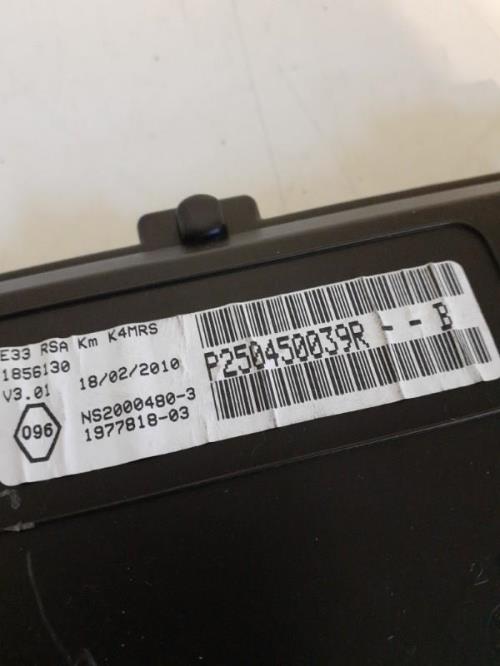 E33 RSA Km K4MRS
1856130
18/02/2010
V3.01
096
NS2000480-3
1977818-03
P250450039R -- B